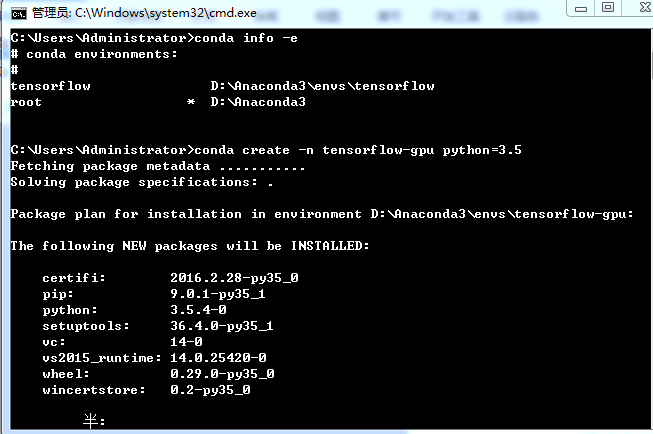 管理员: C:\Windows\system32\cmd.exe
C:\Users\Administrator>conda info -e
# conda environments:
#
tensorflow               D:\Anaconda3\envs\tensorflow
root                  *  D:\Anaconda3
C:\Users\Administrator>conda create -n tensorflow-gpu python=3.5
Fetching package metadata ...........
Solving package specifications: .
Package plan for installation in environment D:\Anaconda3\envs\tensorflow-gpu:
The following NEW packages will be INSTALLED:
    certifi:        2016.2.28-py35_0
    pip:            9.0.1-py35_1
    python:         3.5.4-0
    setuptools:     36.4.0-py35_1
    vc:             14-0
    vs2015_runtime: 14.0.25420-0
    wheel:          0.29.0-py35_0
    wincertstore:   0.2-py35_0
半: